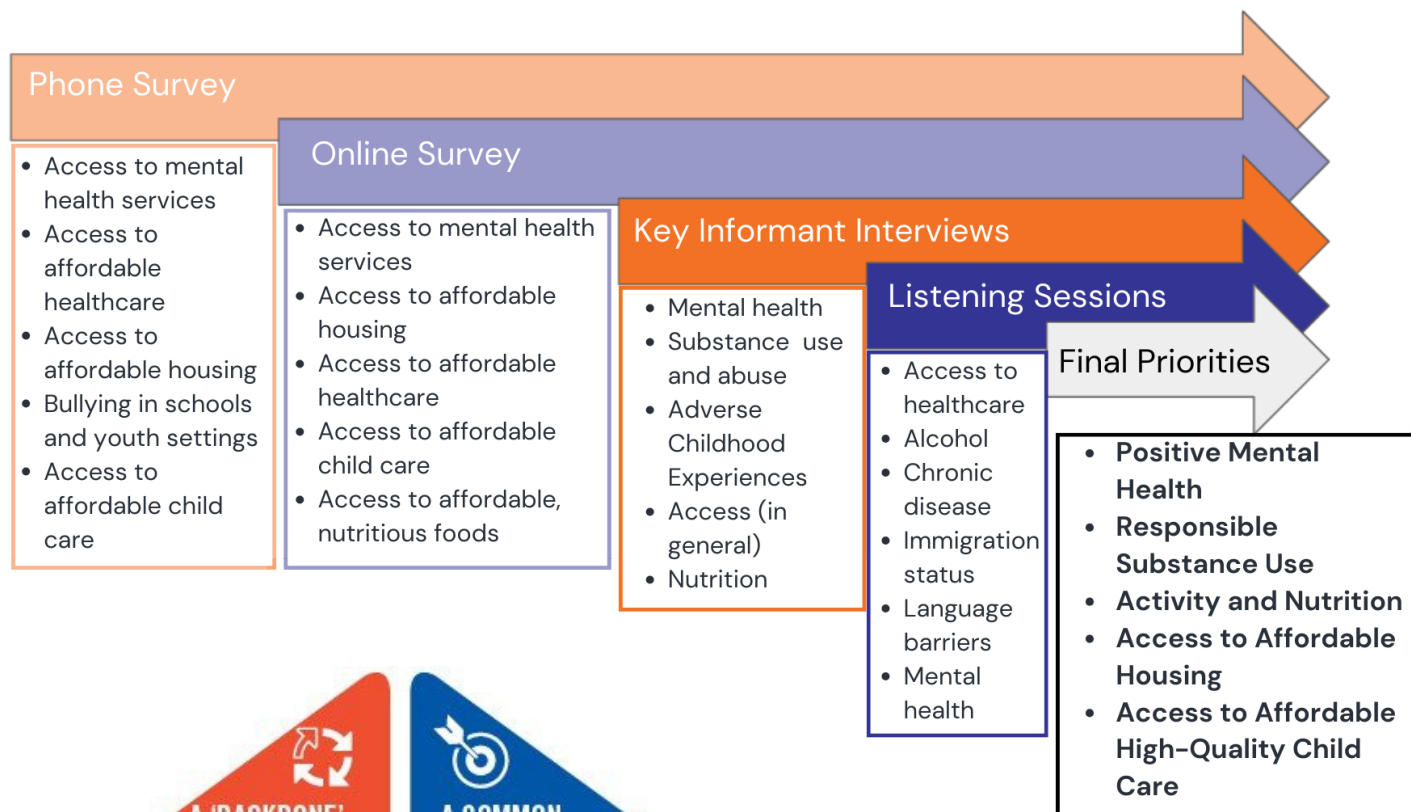 Phone Survey
• Access to mental
health services
• Access to
affordable
healthcare
• Access to
affordable housing
• Bullying in schools
and youth settings
• Access to
affordable child
care
Online Survey
• Access to mental health
services
• Access to affordable
housing
• Access to affordable
healthcare
• Access to affordable
child care
• Access to affordable,
nutritious foods
Key Informant Interviews
• Mental health
• Substance use
and abuse
• Adverse
Childhood
Experiences
• Access (in
general)
• Nutrition
Listening Sessions
• Access to
healthcare
• Alcohol
• Chronic
disease
• Immigration
status
• Language
barriers
• Mental
health
Final Priorities
• Positive Mental
Health
• Responsible
Substance Use
• Activity and Nutrition
• Access to Affordable
Housing
• Access to Affordable
High-Quality Child
Care
A 'BACKBONE'
A COMMON